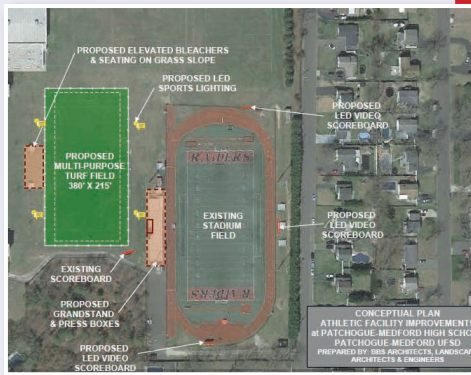 PROPOSED ELEVATED BLEACHERS
& SEATING ON GRASS SLOPE
PROPOSED LED
SPORTS LIGHTING
PROPOSED
LED VIDEO
SCOREBOARD
RAIDERS
PROPOSED
MULTI-PURPOSE
TURF FIELD
380' X 215'
EXISTING
STADIUM
FIELD
PROPOSED
LED VIDEO
SCOREBOARD
EXISTING
SCOREBOARD
RAIDERS
PROPOSED
GRANDSTAND
& PRESS BOXES
PROPOSED
LED VIDEO
SCOREBOARD
CONCEPTUAL PLAN
ATHLETIC FACILITY IMPROVEMENTS
at PATCHOGUE-MEDFORD HIGH SCHO
PATCHOGUE-MEDFORD UFSD
PREPARED BY: BBS ARCHITECTS, LANDSCAP
ARCHITECTS & ENGINEERS